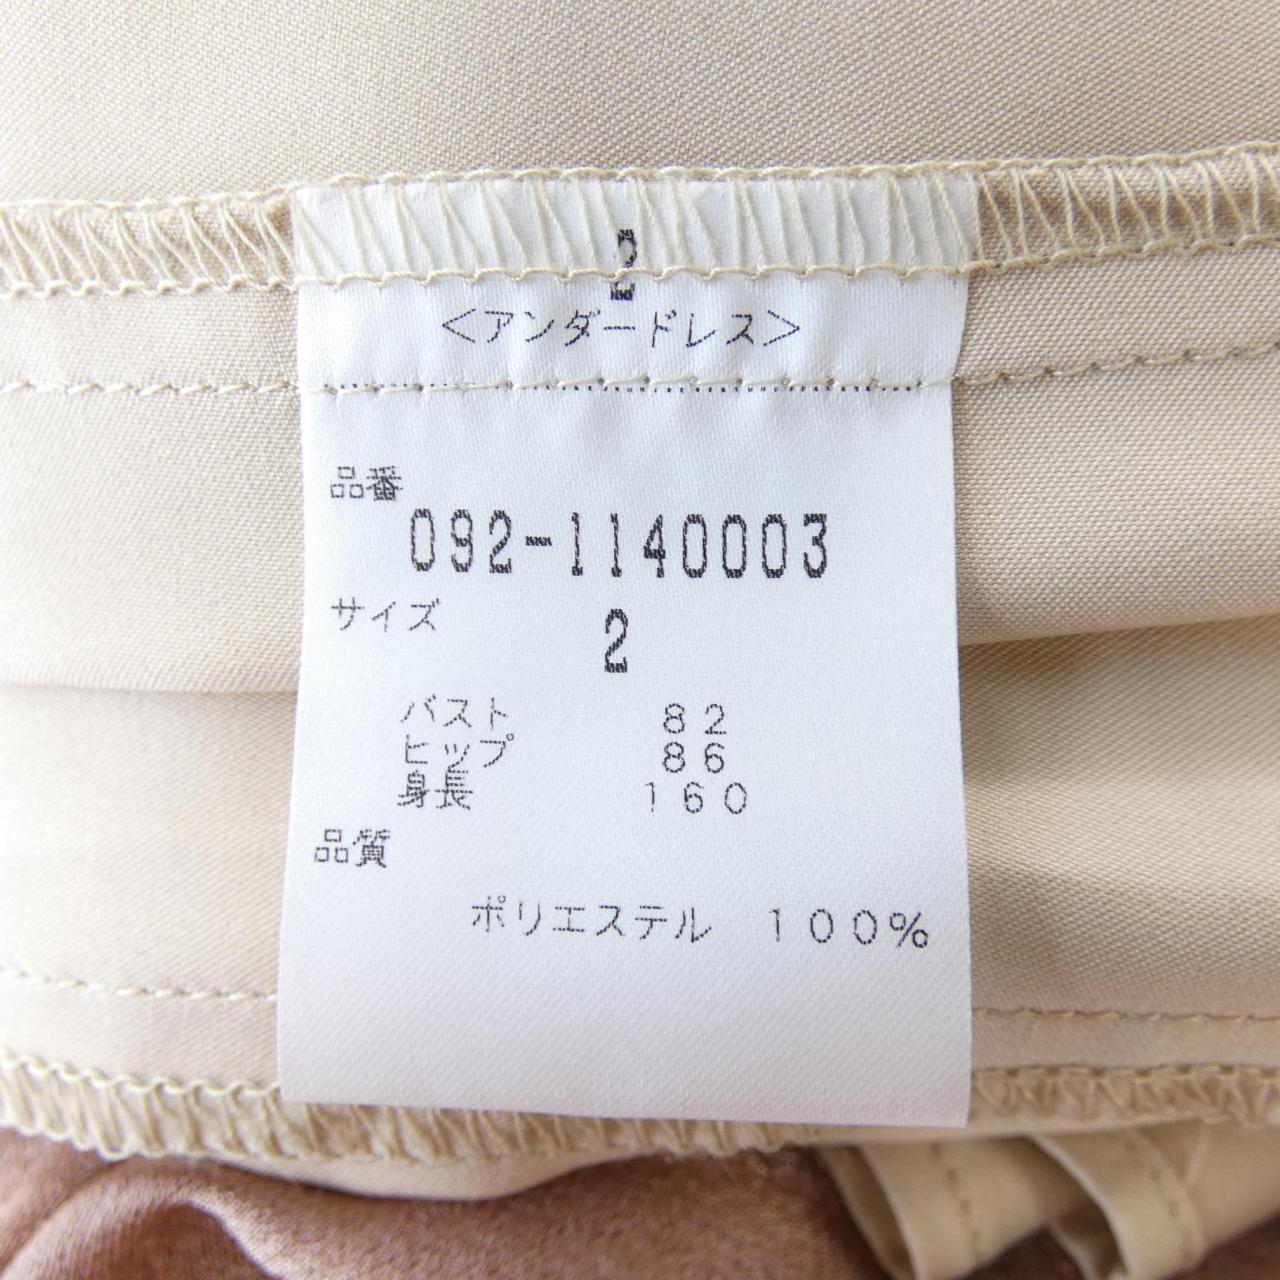 2
<アンダードレス>
品番
092-1140003
サイズ 2
バスト 82
ヒップ 86
身長 160
品質
ポリエステル 100%